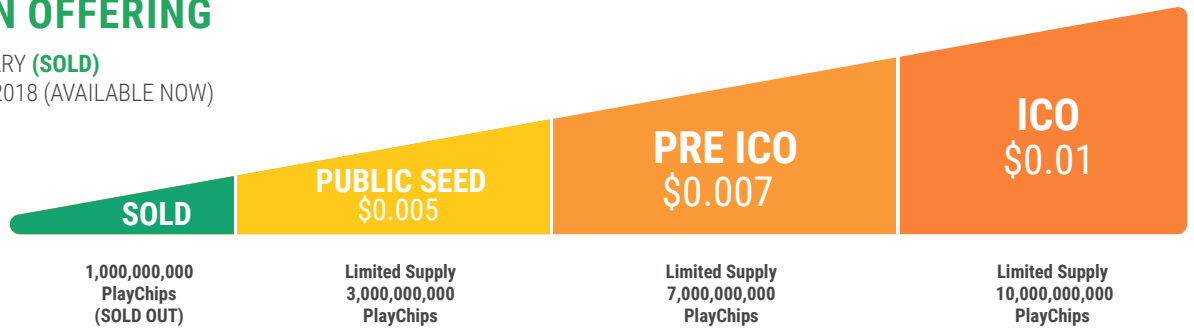 N OFFERING
ARY (SOLD)
2018 (AVAILABLE NOW)
SOLD
PUBLIC SEED
$0.005
PRE ICO
$0.007
ICO
$0.01
1,000,000,000
PlayChips
(SOLD OUT)
Limited Supply
3,000,000,000
PlayChips
Limited Supply
7,000,000,000
PlayChips
Limited Supply
10,000,000,000
PlayChips